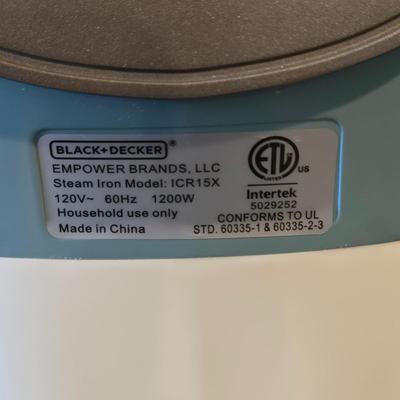 BLACK+DECKER®
EMPOWER BRANDS, LLC
Steam Iron Model: ICR15X
120V~ 60Hz 1200W
Household use only
Made in China
ETL
LISTED
US
Intertek
5029252
CONFORMS TO UL
STD. 60335-1 & 60335-2-3